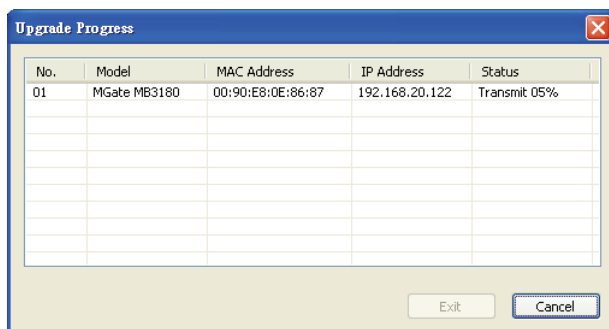 Upgrade Progress
No. Model MAC Address IP Address Status
01 MGate MB3180 00:90:E8:0E:86:87 192.168.20.122 Transmit 05%
Exit Cancel